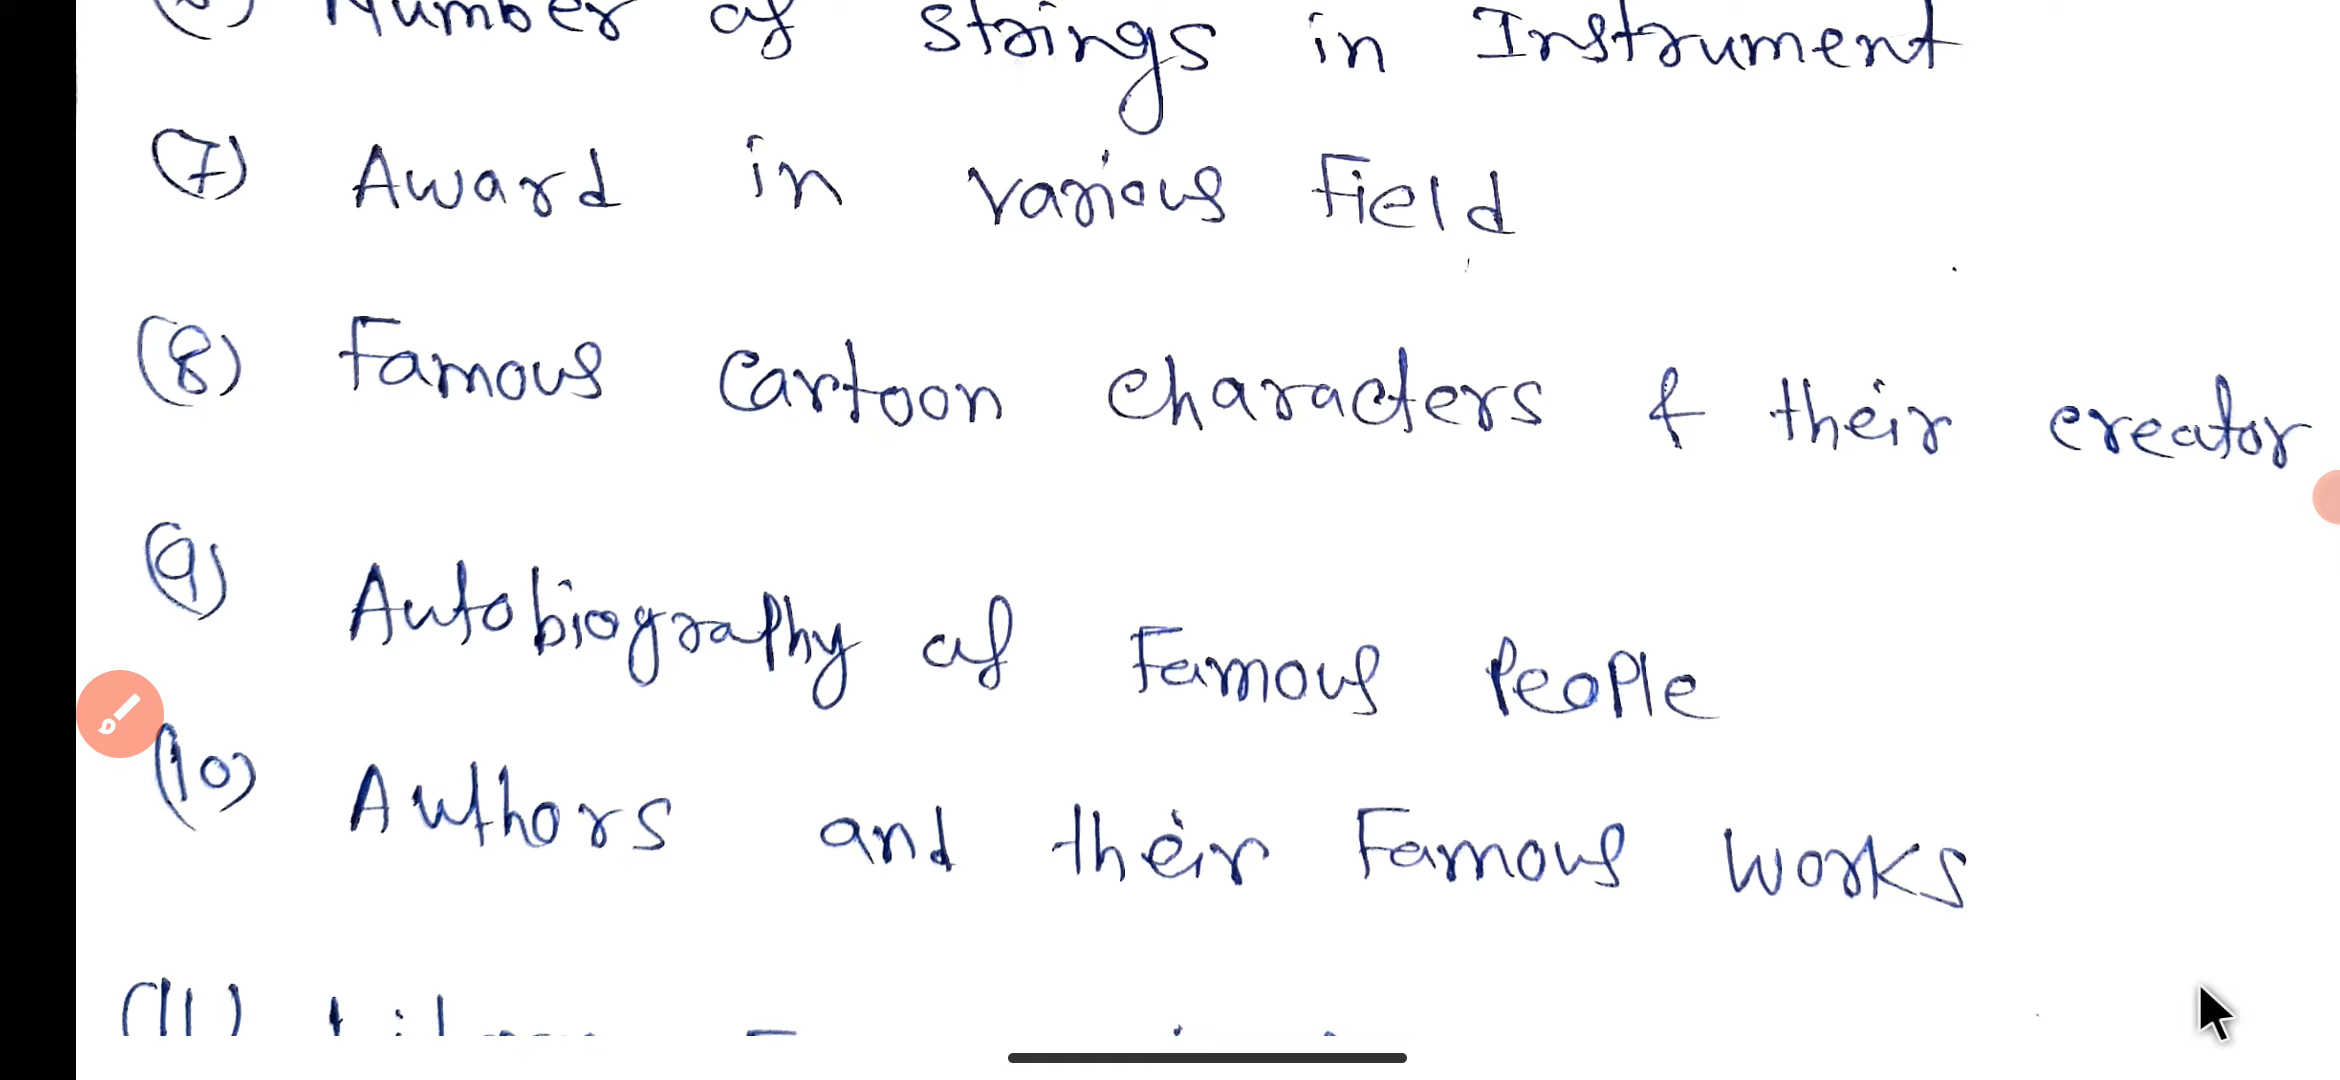 Number of Strings in Instrument
(7) Award in various Field
(8) Famous Cartoon characters & their creator
(9) Autobiography of Famous People
(10) Authors and their Famous works
(11)